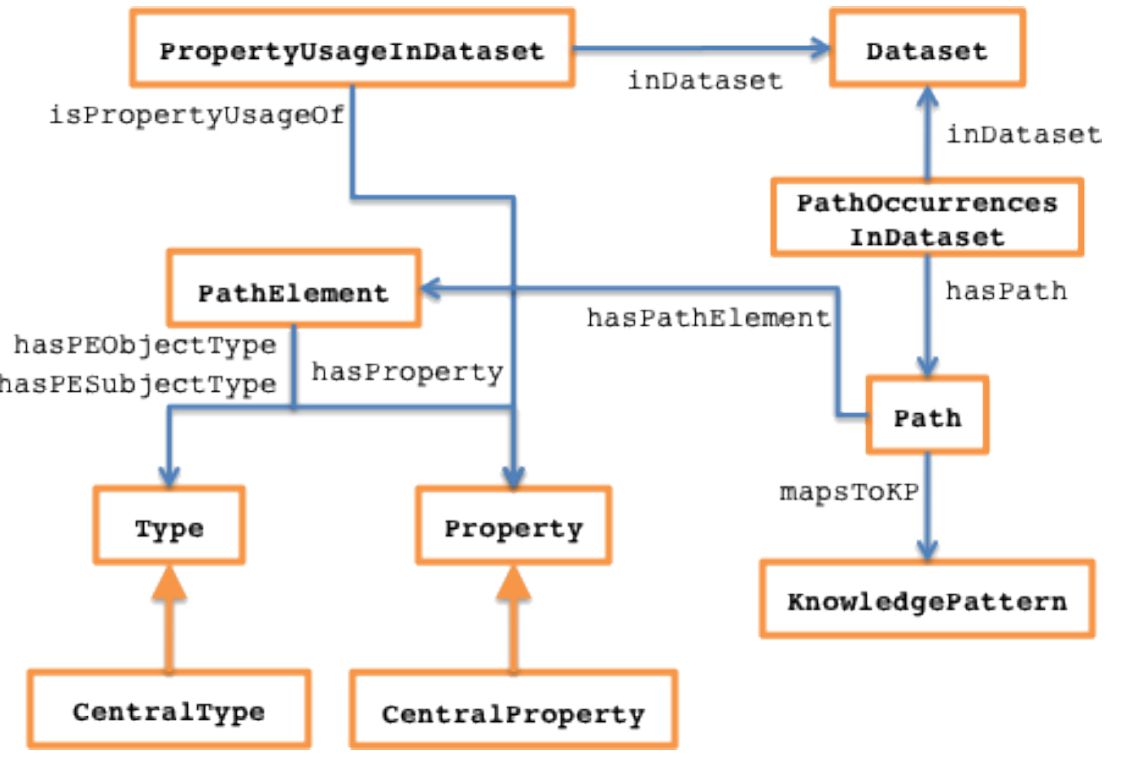 PropertyUsageInDataset
Dataset
inDataset
isPropertyUsageOf
inDataset
PathOccurrences
InDataset
PathElement
hasPath
hasPathElement
hasPEObjectType
hasPESubjectType
hasProperty
Path
mapsToKP
Type
Property
KnowledgePattern
CentralType
CentralProperty